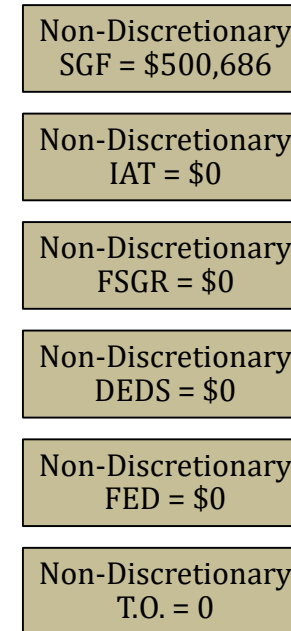 Non-Discretionary
SGF = $500,686
Non-Discretionary
IAT = $0
Non-Discretionary
FSGR = $0
Non-Discretionary
DEDS = $0
Non-Discretionary
FED = $0
Non-Discretionary
T.O. = 0